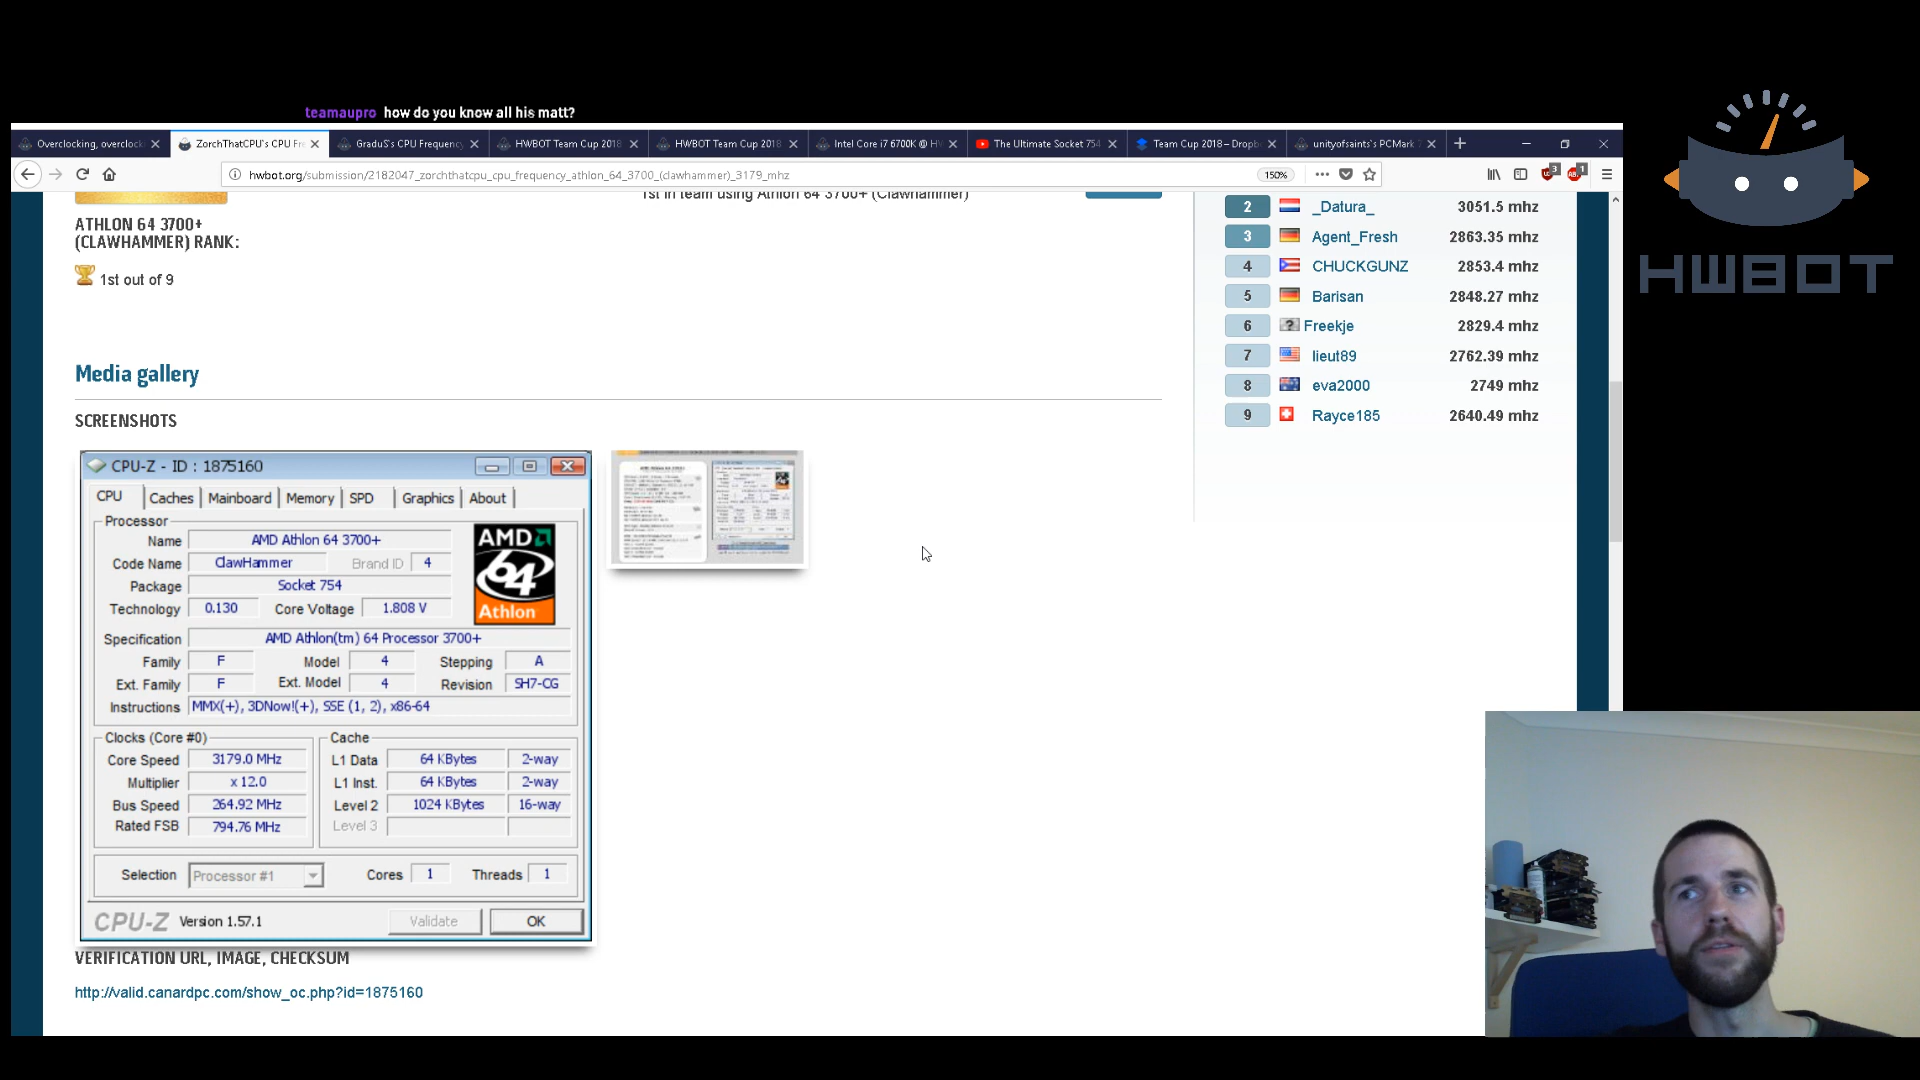 teamaupro how do you know all his matt?
Overclocking, overclocki
ZorchThatCPU's CPU Fr
GraduS's CPU Frequency
HWBOT Team Cup 2018
HWBOT Team Cup 2018
Intel Core i7 6700K @ HW
The Ultimate Socket 754
Team Cup 2018 – Dropb
unityofsaints's PCMark
hwbot.org/submission/2182047_zorchthatcpu_cpu_frequency_athlon_64_3700_(clawhammer)_3179_mhz
150%
1st in team using Athlon 64 3700+ (Clawhammer)
ATHLON 64 3700+
(CLAWHAMMER) RANK:
1st out of 9
2 _Datura_ 3051.5 mhz
3 Agent_Fresh 2863.35 mhz
4 CHUCKGUNZ 2853.4 mhz
5 Barisan 2848.27 mhz
6 Freekje 2829.4 mhz
7 lieut89 2762.39 mhz
8 eva2000 2749 mhz
9 Rayce185 2640.49 mhz
HWBOT
Media gallery
SCREENSHOTS
CPU-Z - ID : 1875160
CPU Caches Mainboard Memory SPD Graphics About
Processor
Name AMD Athlon 64 3700+
Code Name ClawHammer Brand ID 4
Package Socket 754
Technology 0.130 Core Voltage 1.808 V
AMD
64
Athlon
Specification AMD Athlon(tm) 64 Processor 3700+
Family F Model 4 Stepping A
Ext. Family F Ext. Model 4 Revision SH7-CG
Instructions MMX(+), 3DNow!(+), SSE (1, 2), x86-64
Clocks (Core #0)
Core Speed 3179.0 MHz
Multiplier x 12.0
Bus Speed 264.92 MHz
Rated FSB 794.76 MHz
Cache
L1 Data 64 KBytes 2-way
L1 Inst. 64 KBytes 2-way
Level 2 1024 KBytes 16-way
Level 3
Selection Processor #1 Cores 1 Threads 1
CPU-Z Version 1.57.1 Validate OK
VERIFICATION URL, IMAGE, CHECKSUM
http://valid.canardpc.com/show_oc.php?id=1875160